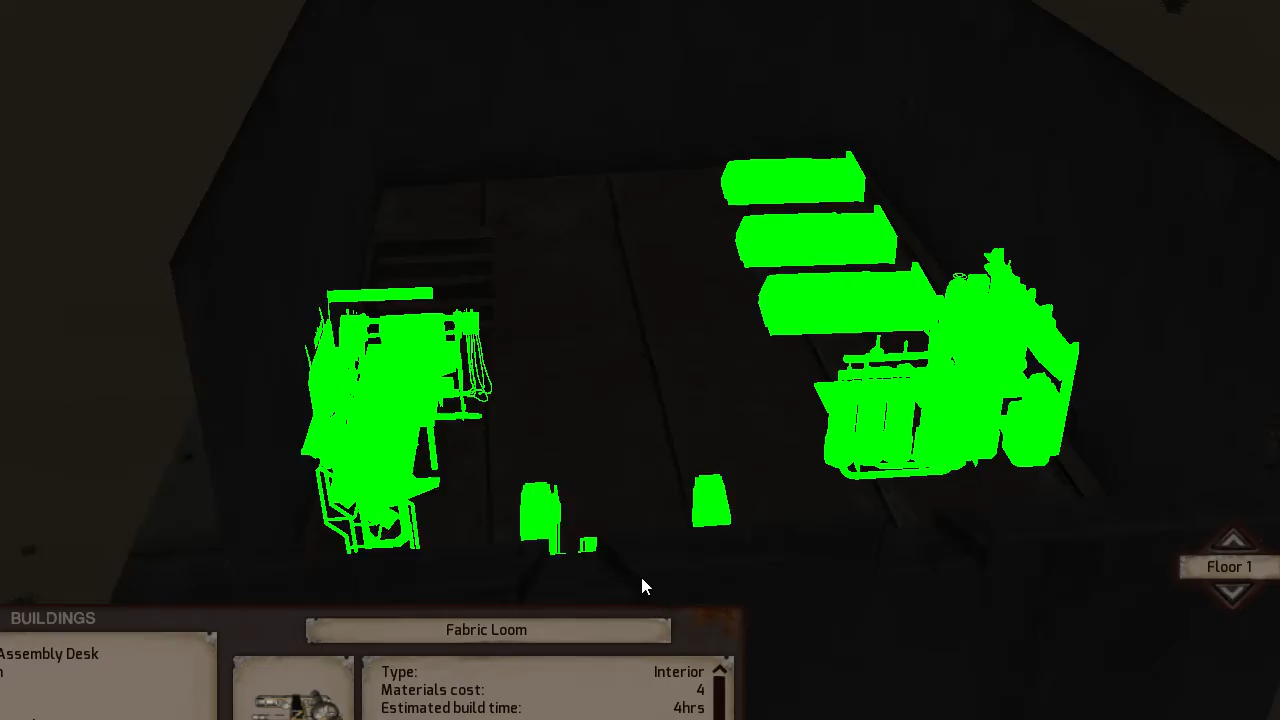 Floor 1
BUILDINGS
Fabric Loom
Assembly Desk
Type: Interior
Materials cost: 4
Estimated build time: 4hrs